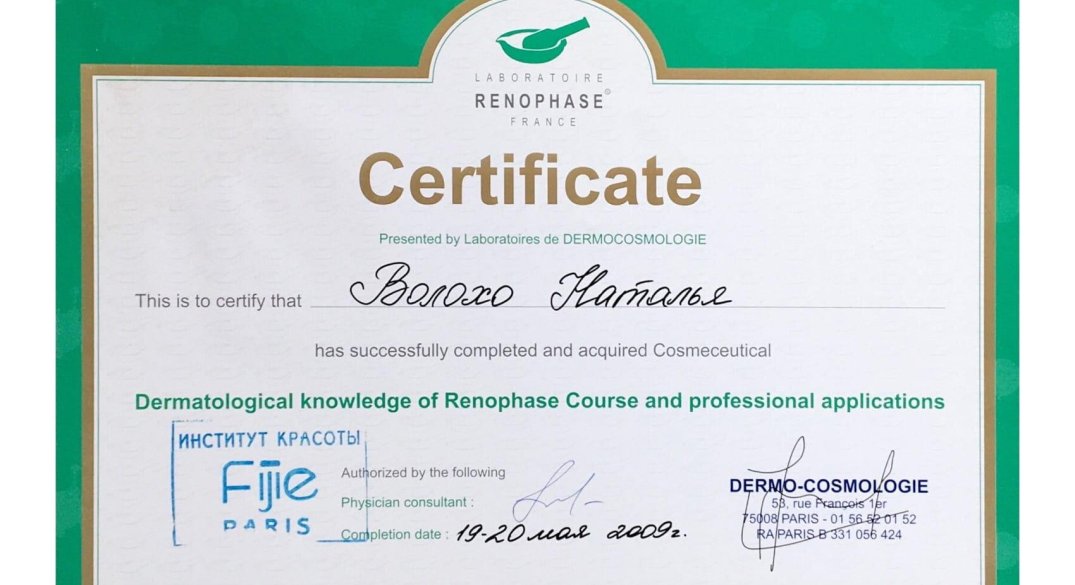 LABORATOIRE
RENOPHASE®
FRANCE
Certificate
Presented by Laboratoires de DERMOCOSMOLOGIE
This is to certify that Волохо Наталья
has successfully completed and acquired Cosmeceutical
Dermatological knowledge of Renophase Course and professional applications
ИНСТИТУТ КРАСОТЫ
Fijie
PARIS
Authorized by the following
Physician consultant :
Completion date : 19-20 мая 2009г.
DERMO-COSMOLOGIE
53, rue François 1er
75008 PARIS - 01 56 52 01 52
RA PARIS B 331 056 424